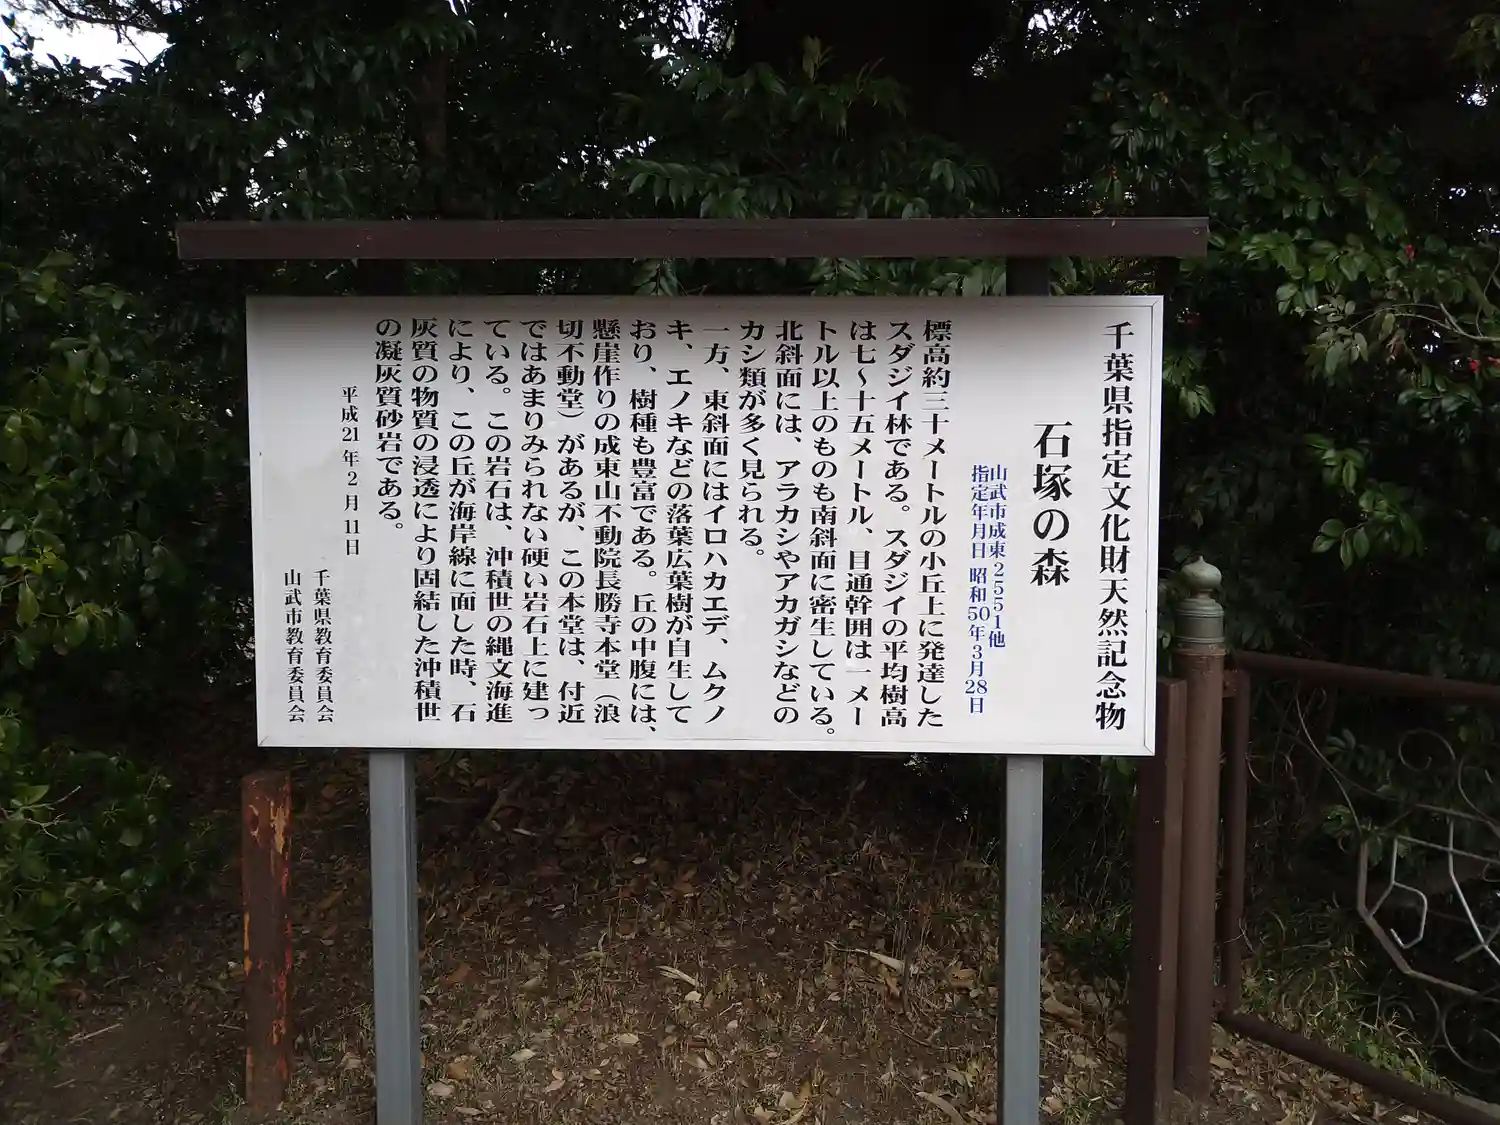 千葉県指定文化財天然記念物
石塚の森
山武市成東2551他
指定年月日 昭和50年3月28日
標高約三十メートルの小丘上に発達した
スダジイ林である。スダジイの平均樹高
は七～十五メートル、目通幹囲は一メー
トル以上のものも南斜面に密生している。
北斜面には、アラカシやアカガシなどの
カシ類が多く見られる。
一方、東斜面にはイロハカエデ、ムクノ
キ、エノキなどの落葉広葉樹が自生して
おり、樹種も豊富である。丘の中腹には、
懸崖作りの成東山不動院長勝寺本堂（浪
切不動堂）があるが、この本堂は、付近
ではあまりみられない硬い岩石上に建っ
ている。この岩石は、沖積世の縄文海進
により、この丘が海岸線に面した時、石
灰質の物質の浸透により固結した沖積世
の凝灰質砂岩である。
平成21年2月11日
千葉県教育委員会
山武市教育委員会